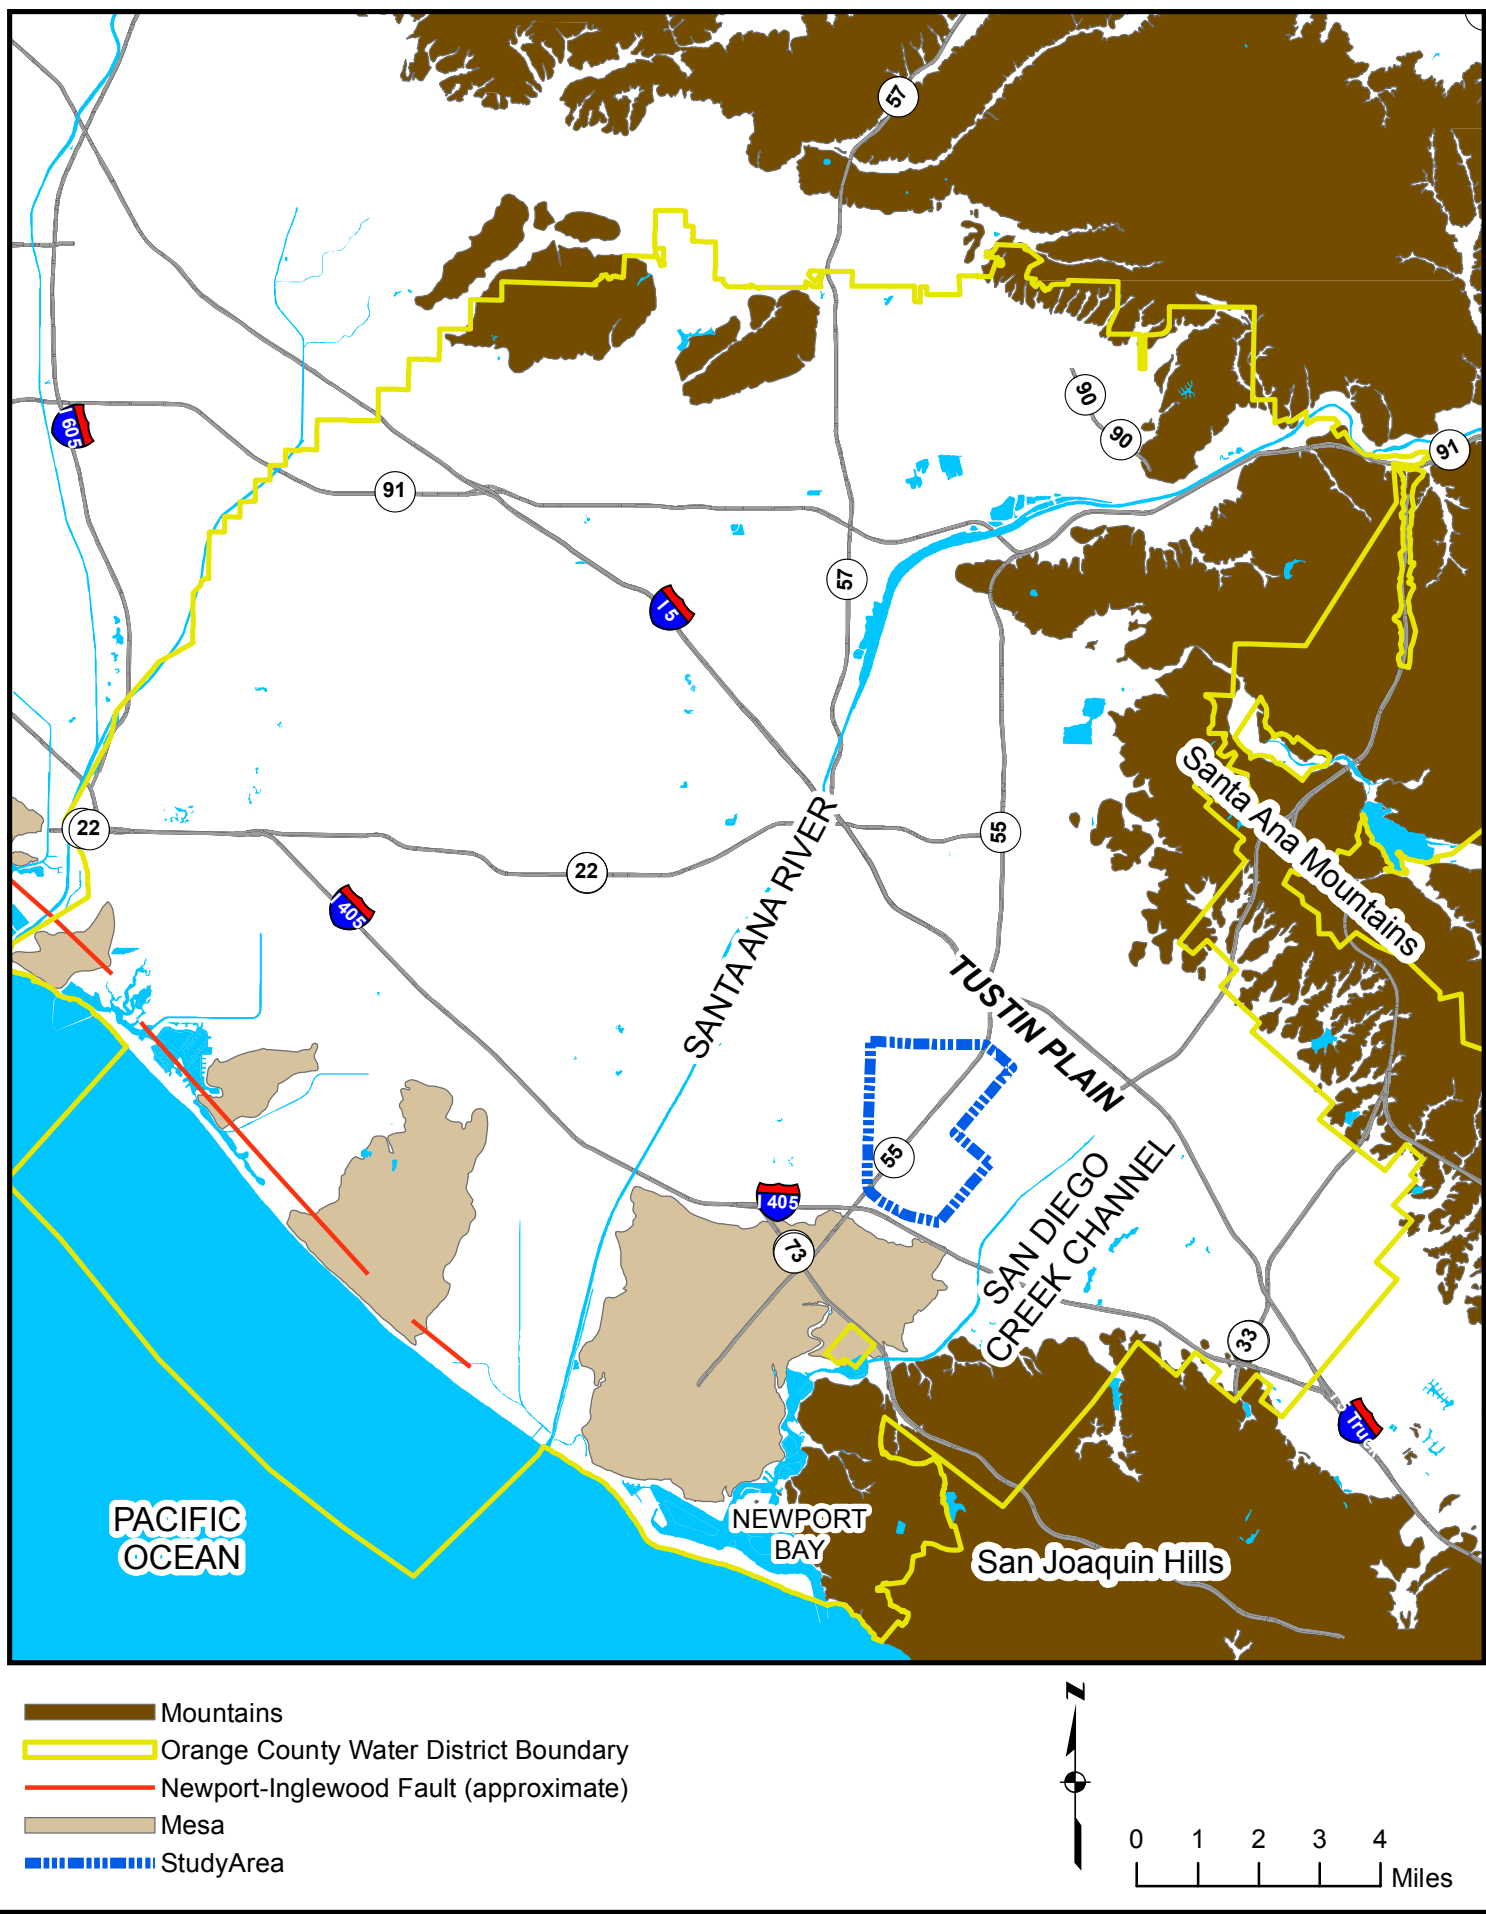 57
90
90
91
I 605
91
57
I 5
Santa Ana Mountains
22
55
22
SANTA ANA RIVER
I 405
TUSTIN PLAIN
55
SAN DIEGO
CREEK CHANNEL
I 405
73
33
PACIFIC
OCEAN
NEWPORT
BAY
San Joaquin Hills
Mountains
Orange County Water District Boundary
Newport-Inglewood Fault (approximate)
Mesa
StudyArea
N
0 1 2 3 4
Miles